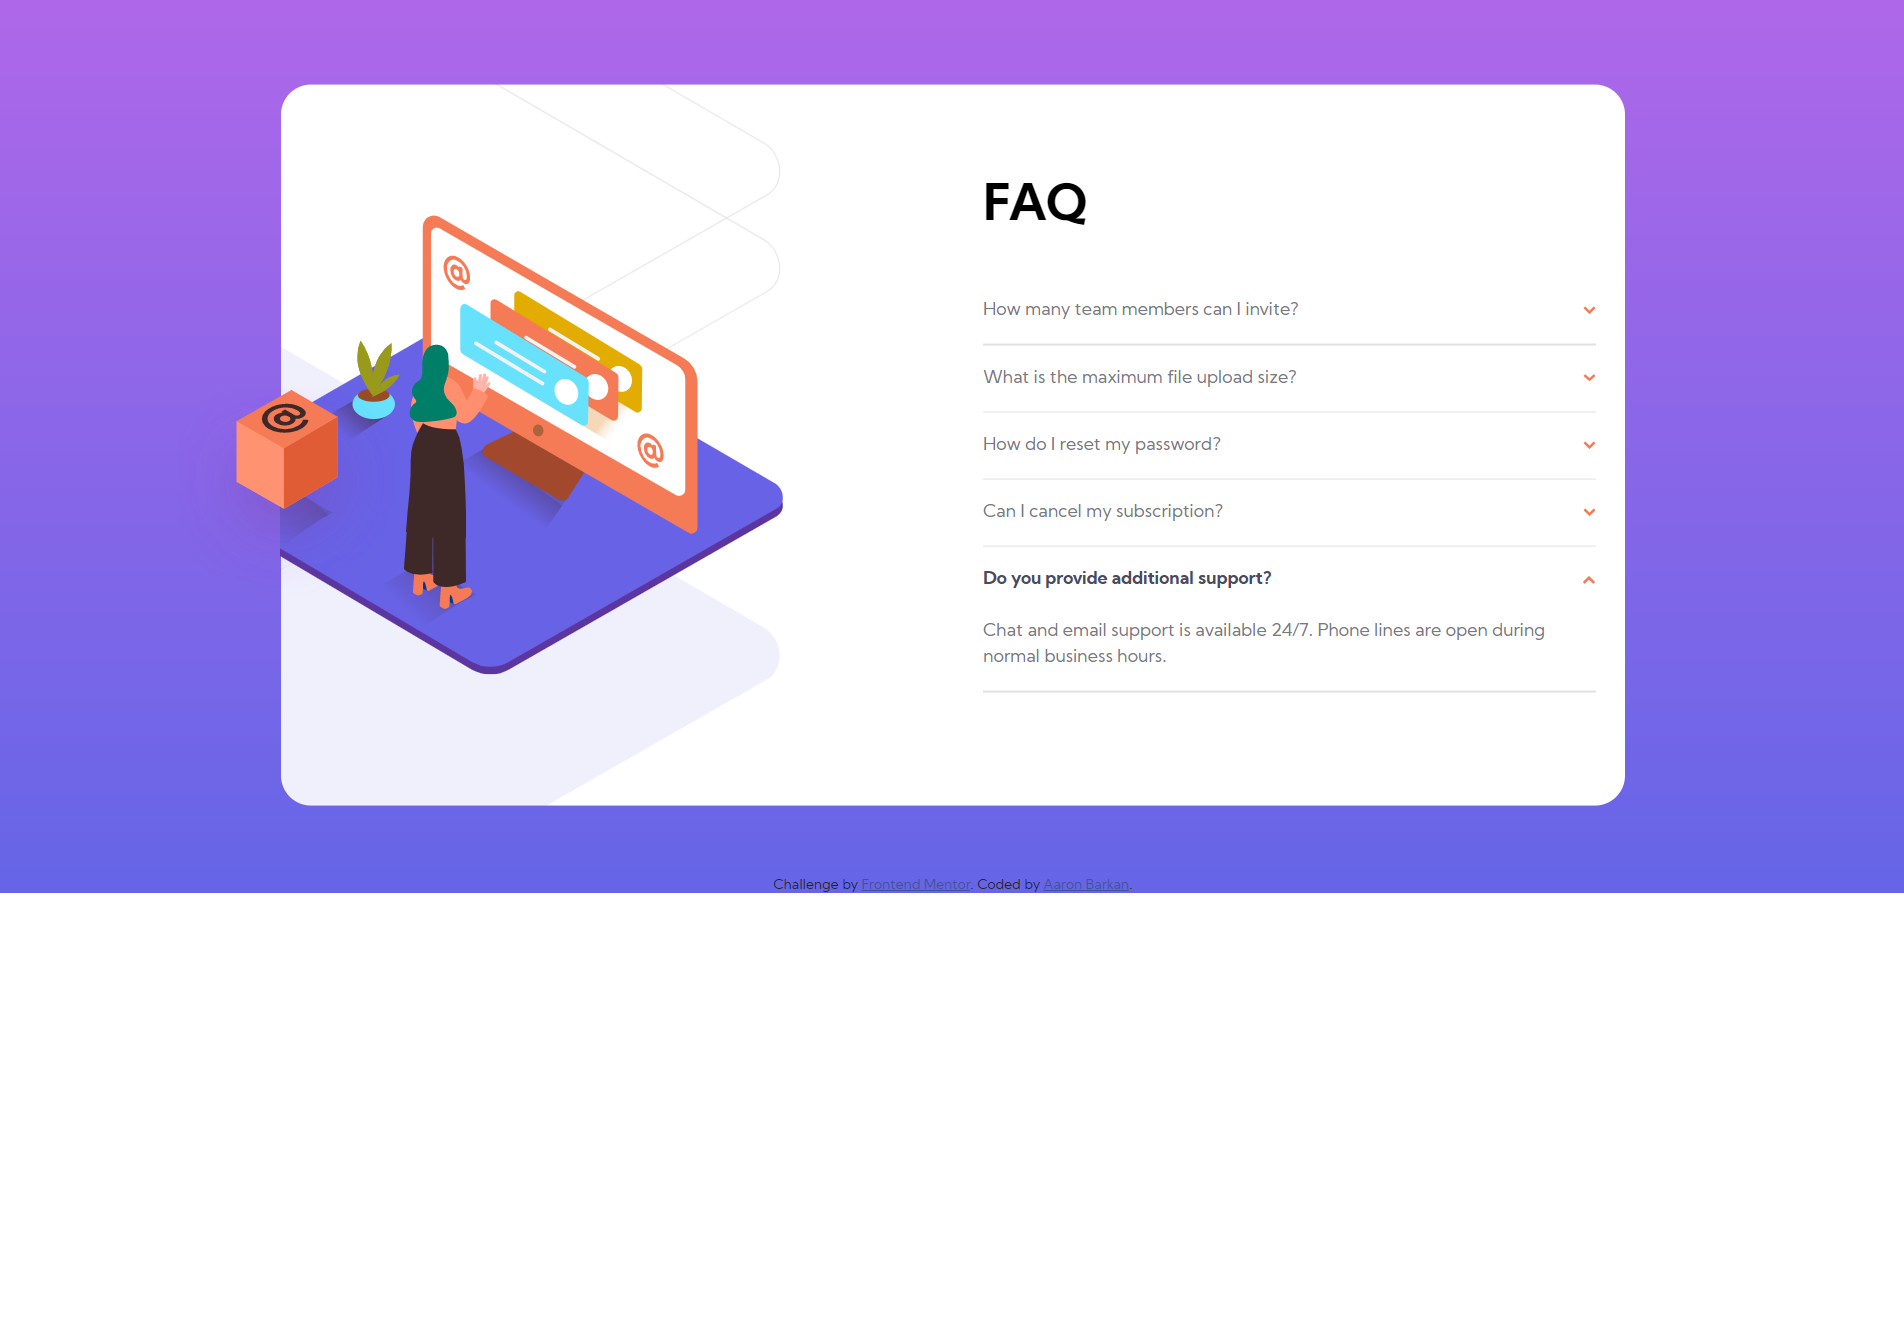 FAQ
How many team members can I invite?
What is the maximum file upload size?
How do I reset my password?
Can I cancel my subscription?
Do you provide additional support?
Chat and email support is available 24/7. Phone lines are open during
normal business hours.
@
@
@
Challenge by Frontend Mentor. Coded by Aaron Barkan.